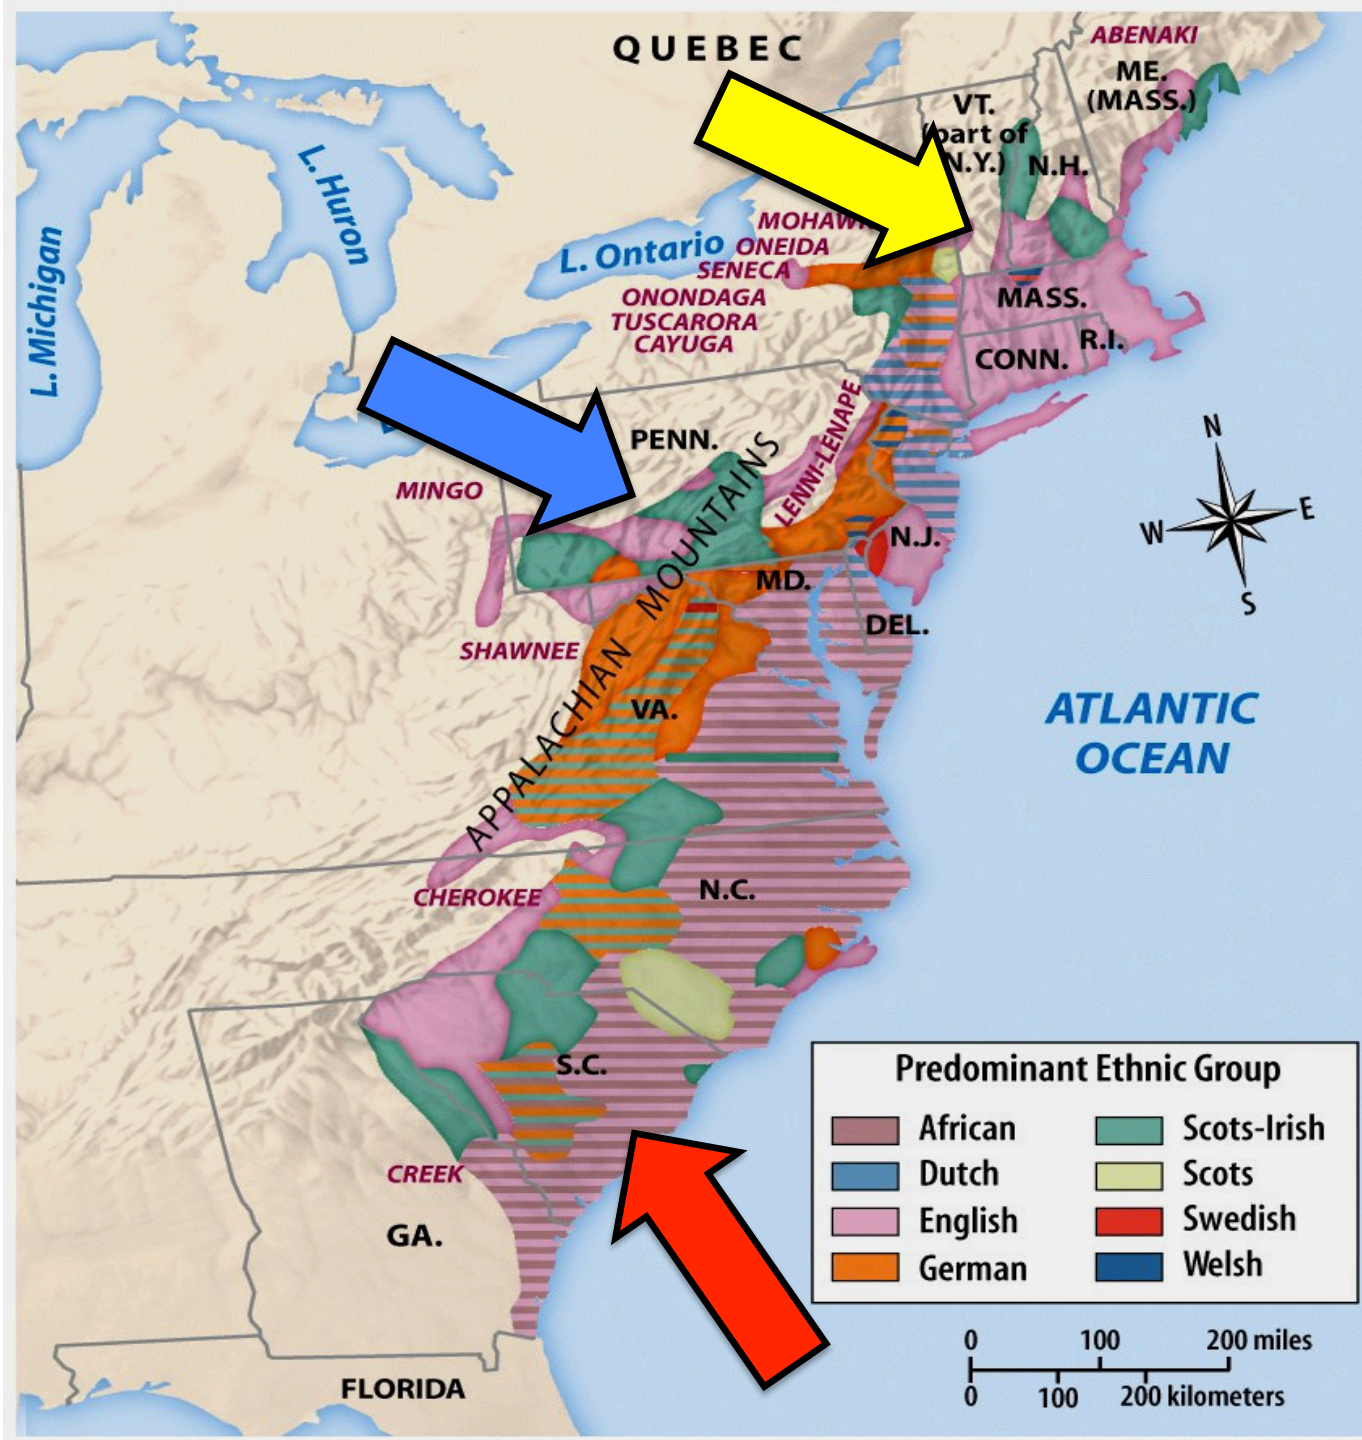 QUEBEC
ABENAKI
ME.
(MASS.)
VT.
(part of
N.Y.)
N.H.
L. Huron
L. Michigan
L. Ontario
ONEIDA
SENECA
ONONDAGA
TUSCARORA
CAYUGA
MASS.
R.I.
CONN.
PENN.
LENNI-LENAPE
MINGO
N.J.
APPALACHIAN MOUNTAINS
MD.
DEL.
SHAWNEE
VA.
N
W
E
S
ATLANTIC
OCEAN
CHEROKEE
N.C.
S.C.
CREEK
GA.
FLORIDA
Predominant Ethnic Group
African
Dutch
English
German
Scots-Irish
Scots
Swedish
Welsh
0 100 200 miles
0 100 200 kilometers